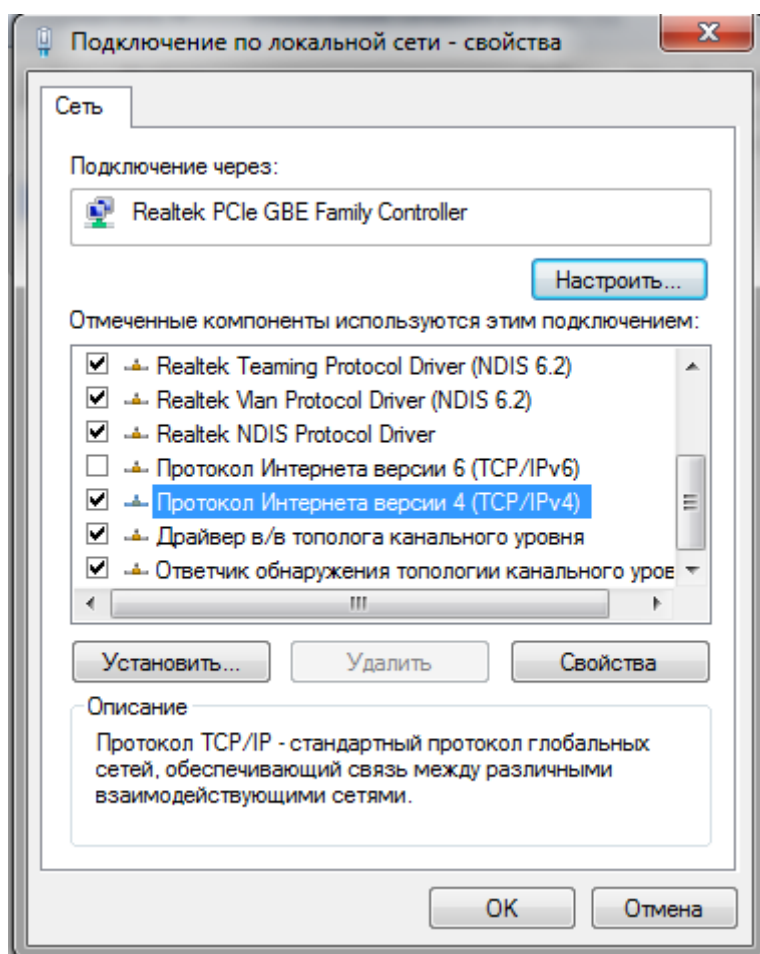 Подключение по локальной сети - свойства
Сеть
Подключение через:
Realtek PCIe GBE Family Controller
Настроить...
Отмеченные компоненты используются этим подключением:
Realtek Teaming Protocol Driver (NDIS 6.2)
Realtek Vlan Protocol Driver (NDIS 6.2)
Realtek NDIS Protocol Driver
Протокол Интернета версии 6 (TCP/IPv6)
Протокол Интернета версии 4 (TCP/IPv4)
Драйвер в/в тополога канального уровня
Ответчик обнаружения топологии канального уров
Установить...
Удалить
Свойства
Описание
Протокол TCP/IP - стандартный протокол глобальных
сетей, обеспечивающий связь между различными
взаимодействующими сетями.
OK
Отмена